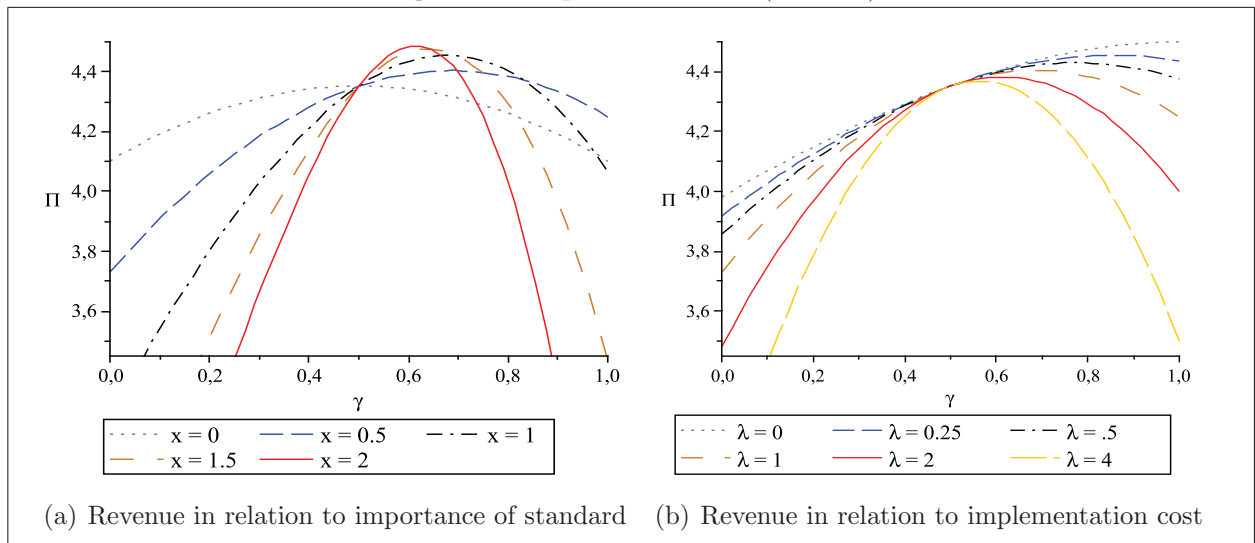 4,4
4,2
4,0
Π
3,8
3,6
0,0 0,2 0,4 0,6 0,8 1,0
γ
x = 0 x = 0.5 x = 1
x = 1.5 x = 2
(a) Revenue in relation to importance of standard
4,4
4,2
4,0
Π
3,8
3,6
0,0 0,2 0,4 0,6 0,8 1,0
γ
λ = 0 λ = 0.25 λ = .5
λ = 1 λ = 2 λ = 4
(b) Revenue in relation to implementation cost